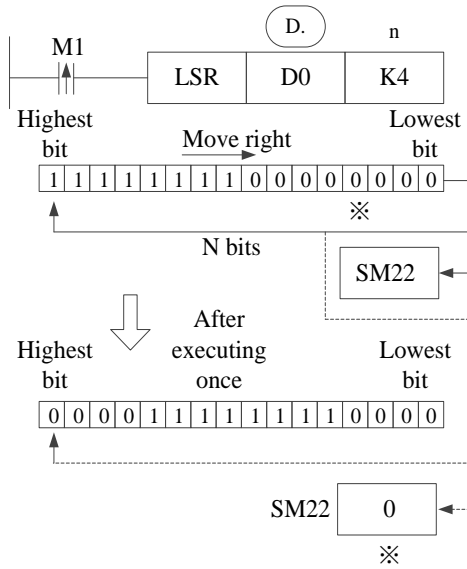 D.
n
M1
LSR D0 K4
Highest bit
Move right
Lowest bit
1 1 1 1 1 1 1 1 0 0 0 0 0 0 0 0
※
N bits
SM22
After executing once
Highest bit
Lowest bit
0 0 0 0 1 1 1 1 1 1 1 1 0 0 0 0
SM22 0
※